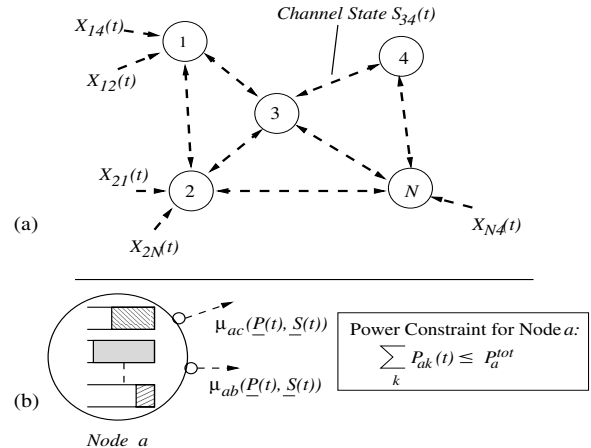 Channel State S34(t)
X14(t)
1
4
X12(t)
3
X21(t)
2
N
X2N(t)
XN4(t)
(a)
μac(P(t), S(t))
Power Constraint for Node a:
∑k Pak(t) ≤ Patot
μab(P(t), S(t))
(b)
Node a